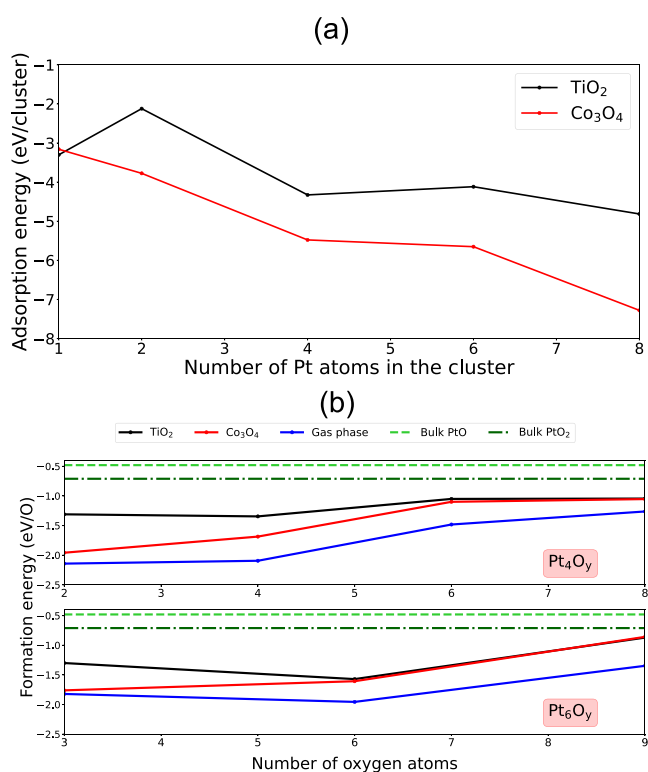 (a)
Adsorption energy (eV/cluster)
−1
−2
−3
−4
−5
−6
−7
−8
TiO₂
Co₃O₄
1 2 3 4 5 6 7 8
Number of Pt atoms in the cluster
(b)
TiO₂ Co₃O₄ Gas phase Bulk PtO Bulk PtO₂
Formation energy (eV/O)
−0.5
−1.0
−1.5
−2.0
−2.5
Pt₄Oy
2 3 4 5 6 7 8
−0.5
−1.0
−1.5
−2.0
−2.5
Pt₆Oy
3 4 5 6 7 8 9
Number of oxygen atoms